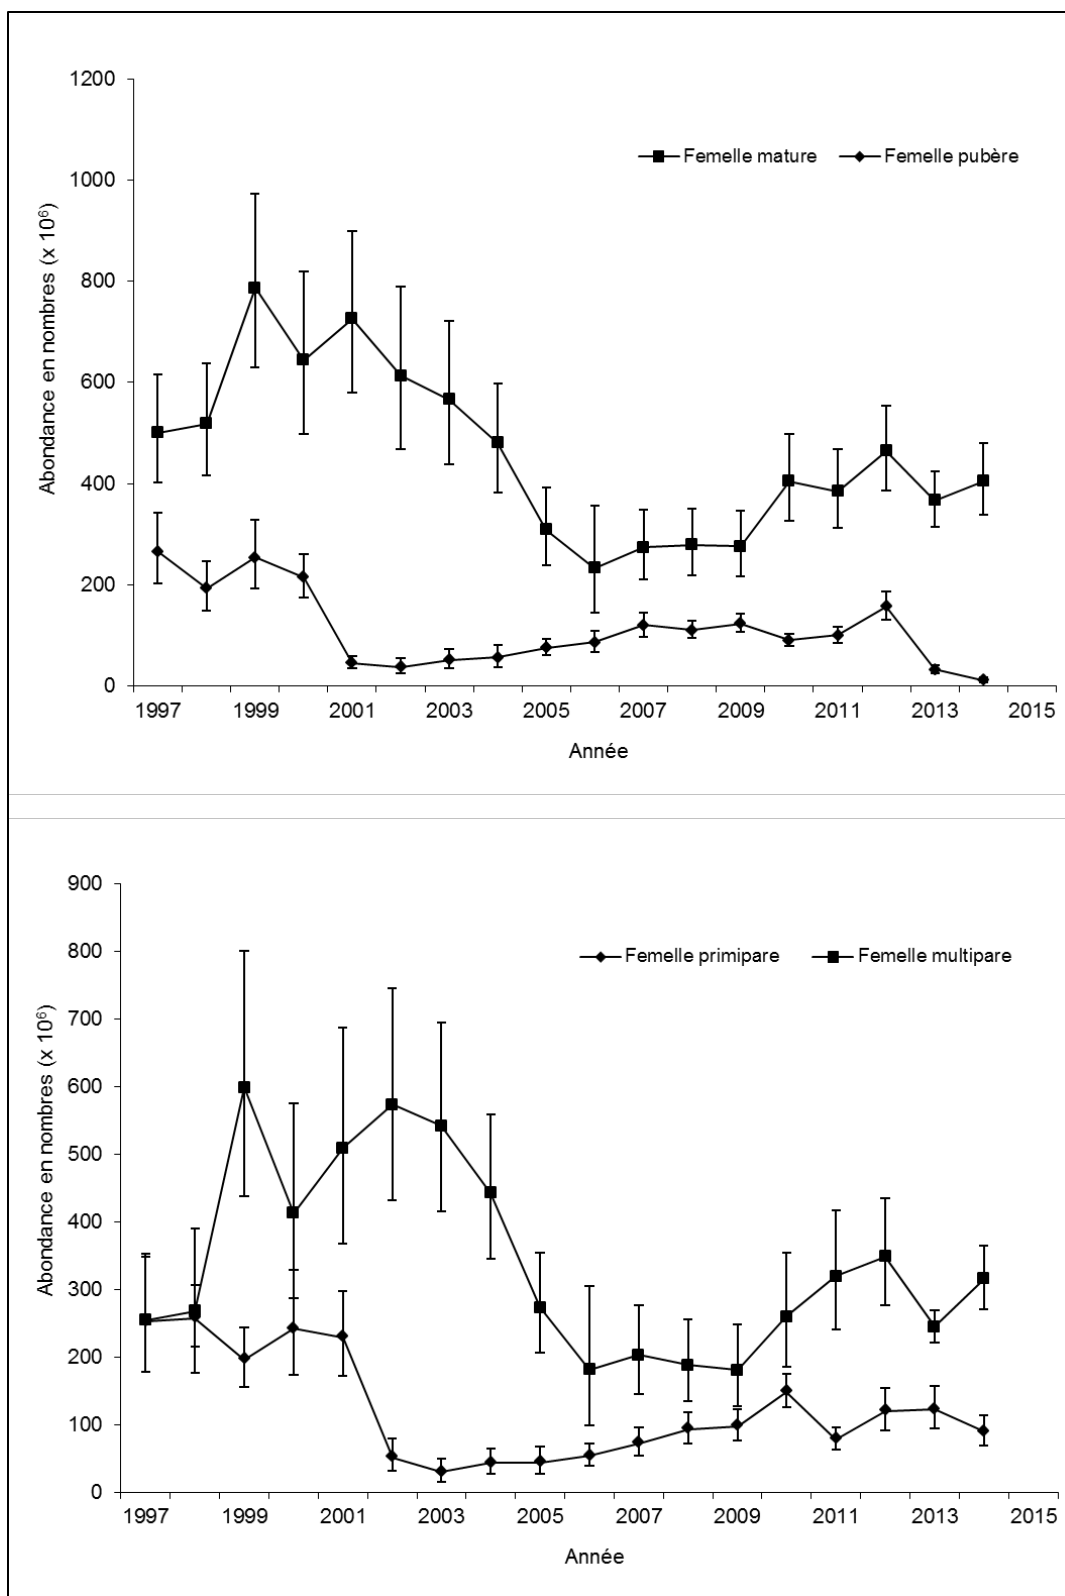 1200
1000
800
600
400
200
0
Abondance en nombres (x 10⁶)
Femelle mature Femelle pubère
1997 1999 2001 2003 2005 2007 2009 2011 2013 2015
Année
900
800
700
600
500
400
300
200
100
0
Abondance en nombres (x 10⁶)
Femelle primipare Femelle multipare
1997 1999 2001 2003 2005 2007 2009 2011 2013 2015
Année